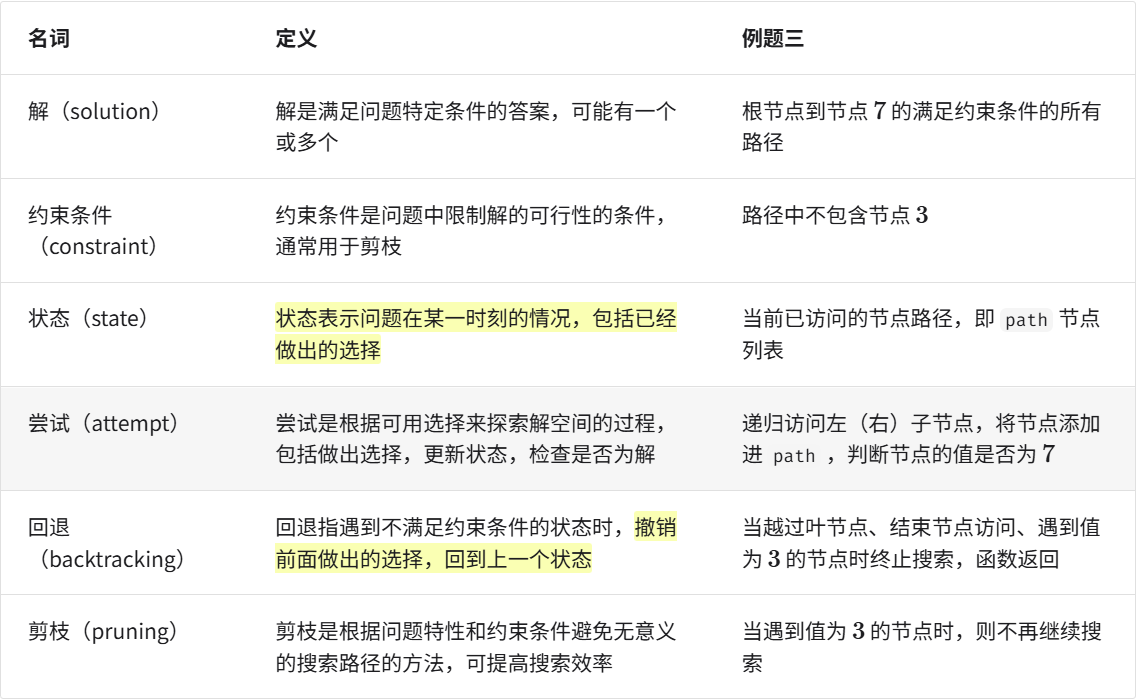 名词 定义 例题三
解（solution） 解是满足问题特定条件的答案，可能有一个 根节点到节点 7 的满足约束条件的所有
或多个 路径
约束条件 约束条件是问题中限制解的可行性的条件， 路径中不包含节点 3
（constraint） 通常用于剪枝
状态（state） 状态表示问题在某一时刻的情况，包括已经 当前已访问的节点路径，即 path 节点
做出的选择 列表
尝试（attempt） 尝试是根据可用选择来探索解空间的过程， 递归访问左（右）子节点，将节点添加
包括做出选择，更新状态，检查是否为解 进 path ，判断节点的值是否为 7
回退 回退指遇到不满足约束条件的状态时，撤销 当越过叶节点、结束节点访问、遇到值
（backtracking） 前面做出的选择，回到上一个状态 为 3 的节点时终止搜索，函数返回
剪枝（pruning） 剪枝是根据问题特性和约束条件避免无意义 当遇到值为 3 的节点时，则不再继续搜
的搜索路径的方法，可提高搜索效率 索